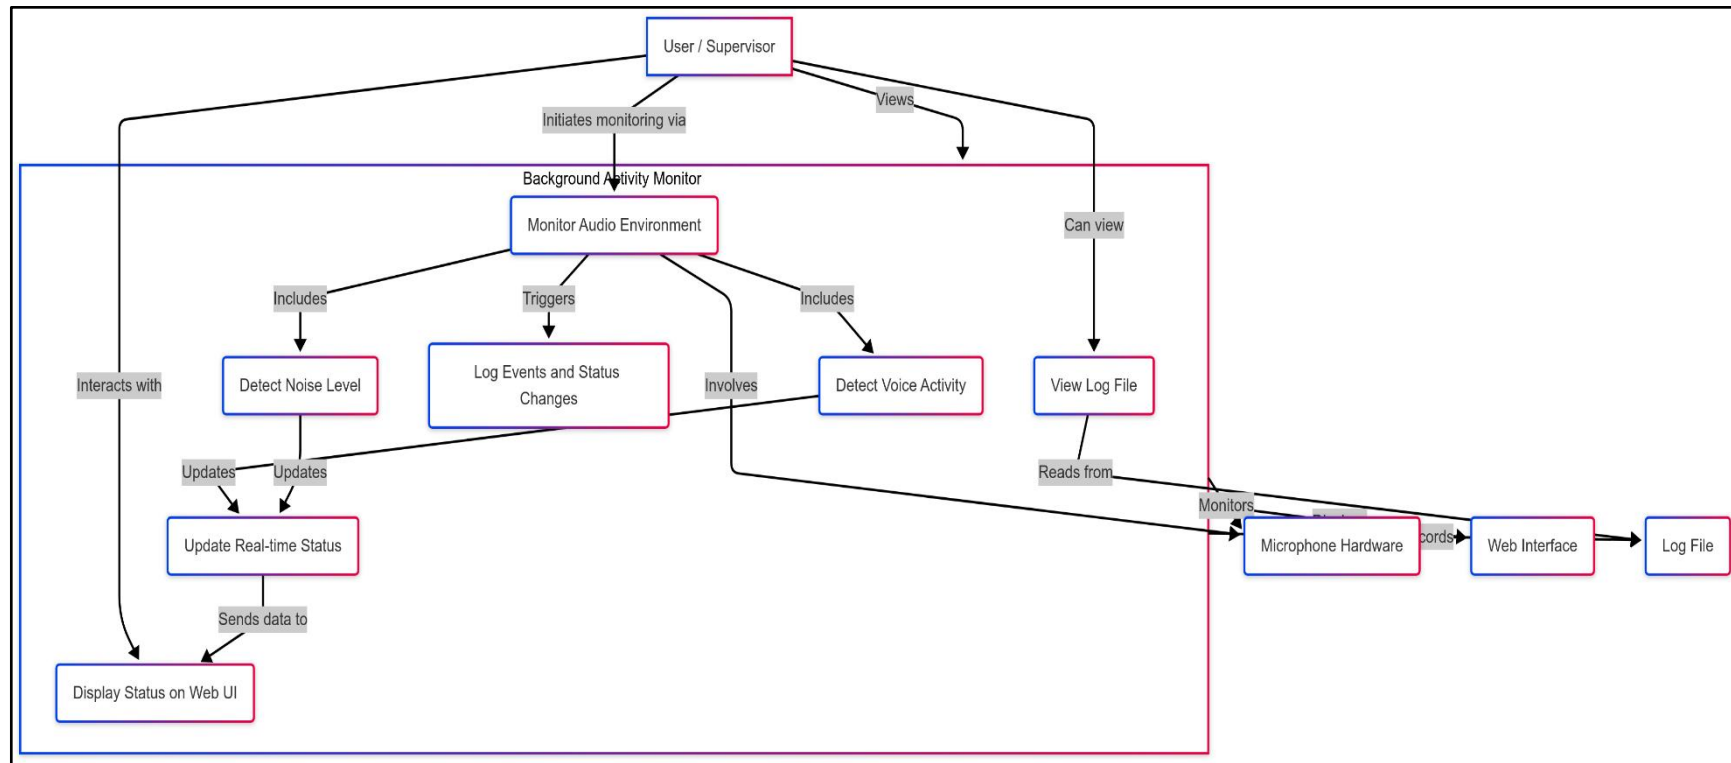 User / Supervisor
Views
Initiates monitoring via
Background Activity Monitor
Monitor Audio Environment
Can view
Includes
Triggers
Includes
Interacts with
Detect Noise Level
Log Events and Status
Changes
Involves
Detect Voice Activity
View Log File
Updates
Updates
Reads from
Monitors
Update Real-time Status
Microphone Hardware
cords
Web Interface
Log File
Sends data to
Display Status on Web UI